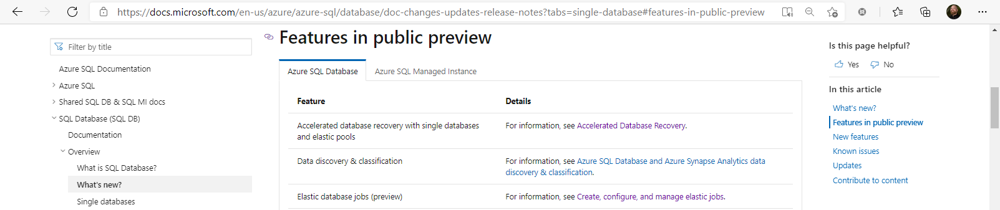 https://docs.microsoft.com/en-us/azure/azure-sql/database/doc-changes-updates-release-notes?tabs=single-database#features-in-public-preview
Filter by title
Azure SQL Documentation
Azure SQL
Shared SQL DB & SQL MI docs
SQL Database (SQL DB)
Documentation
Overview
What is SQL Database?
What's new?
Single databases
Features in public preview
Azure SQL Database
Azure SQL Managed Instance
Feature
Details
Accelerated database recovery with single databases
and elastic pools
For information, see Accelerated Database Recovery.
Data discovery & classification
For information, see Azure SQL Database and Azure Synapse Analytics data
discovery & classification.
Elastic database jobs (preview)
For information, see Create, configure, and manage elastic jobs.
Is this page helpful?
Yes
No
In this article
What's new?
Features in public preview
New features
Known issues
Updates
Contribute to content